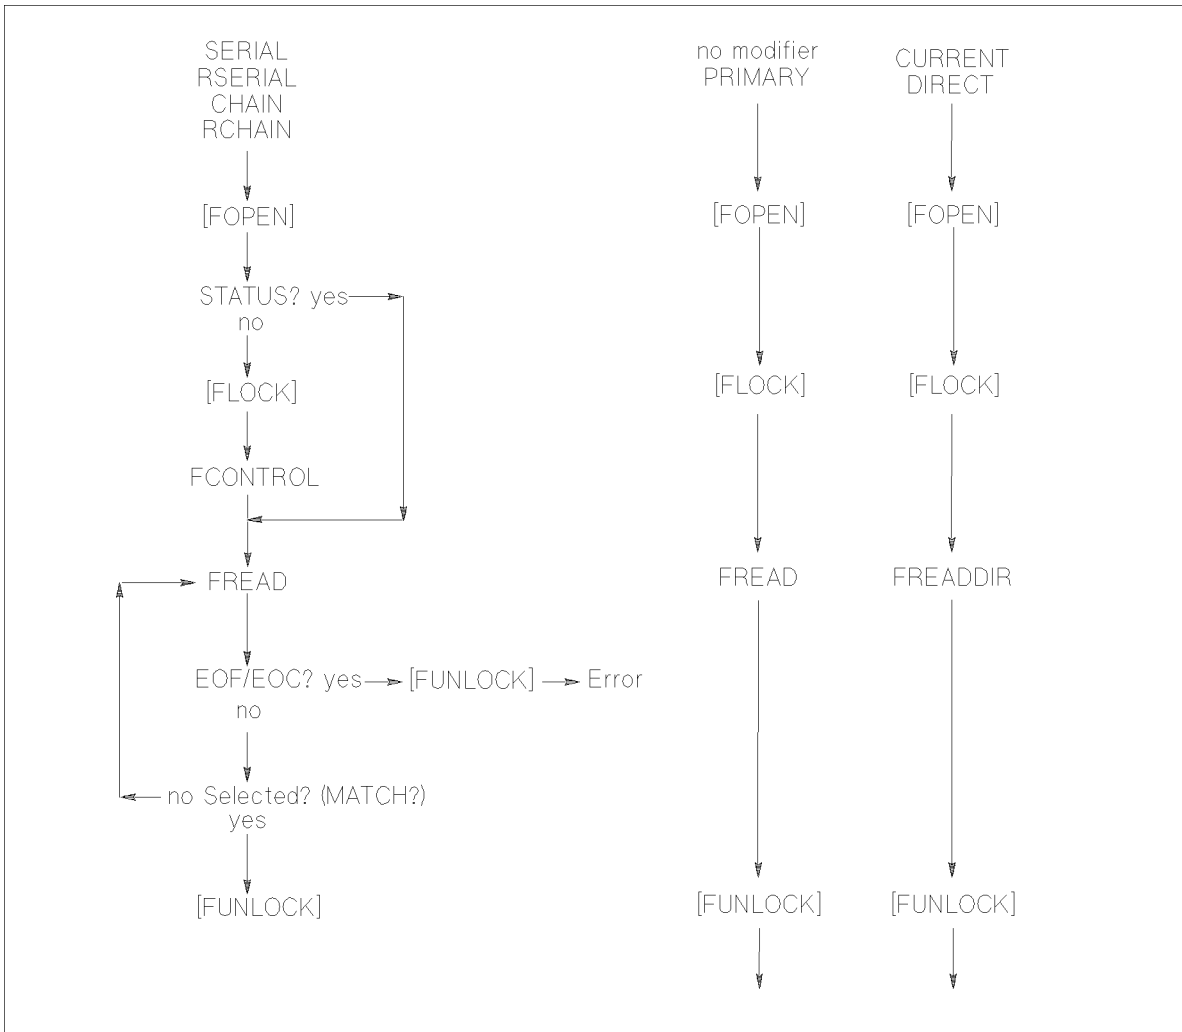 SERIAL
RSERIAL
CHAIN
RCHAIN
[FOPEN]
STATUS? yes
no
[FLOCK]
FCONTROL
FREAD
EOF/EOC? yes
[FUNLOCK]
Error
no
no Selected? (MATCH?)
yes
[FUNLOCK]
no modifier
PRIMARY
[FOPEN]
[FLOCK]
FREAD
[FUNLOCK]
CURRENT
DIRECT
[FOPEN]
[FLOCK]
FREADDIR
[FUNLOCK]